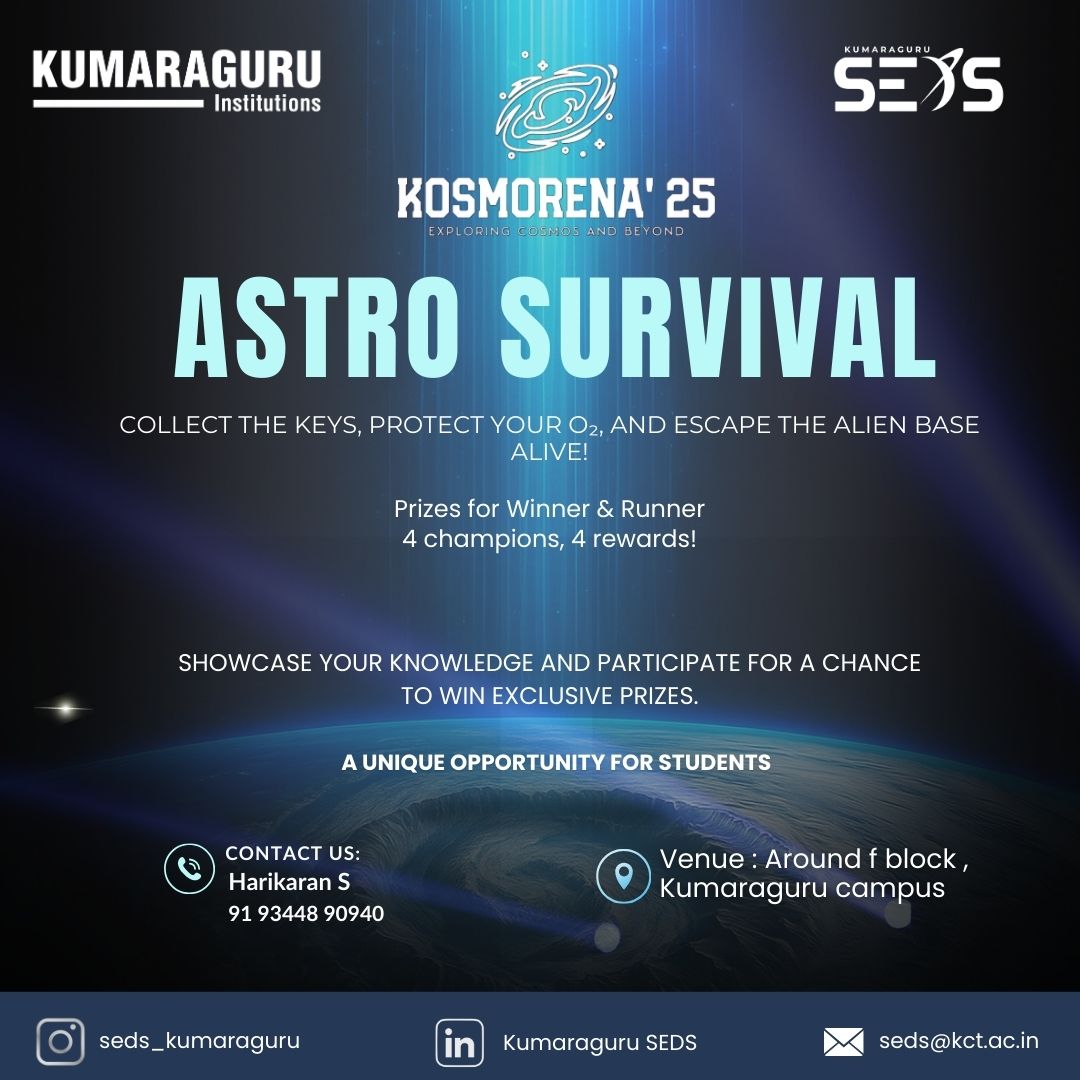 KUMARAGURU
Institutions
KUMARAGURU
SEDS
KOSMORENA' 25
EXPLORING COSMOS AND BEYOND
ASTRO SURVIVAL
COLLECT THE KEYS, PROTECT YOUR O₂, AND ESCAPE THE ALIEN BASE
ALIVE!
Prizes for Winner & Runner
4 champions, 4 rewards!
SHOWCASE YOUR KNOWLEDGE AND PARTICIPATE FOR A CHANCE
TO WIN EXCLUSIVE PRIZES.
A UNIQUE OPPORTUNITY FOR STUDENTS
CONTACT US:
Harikaran S
91 93448 90940
Venue : Around f block ,
Kumaraguru campus
seds_kumaraguru
in
Kumaraguru SEDS
seds@kct.ac.in